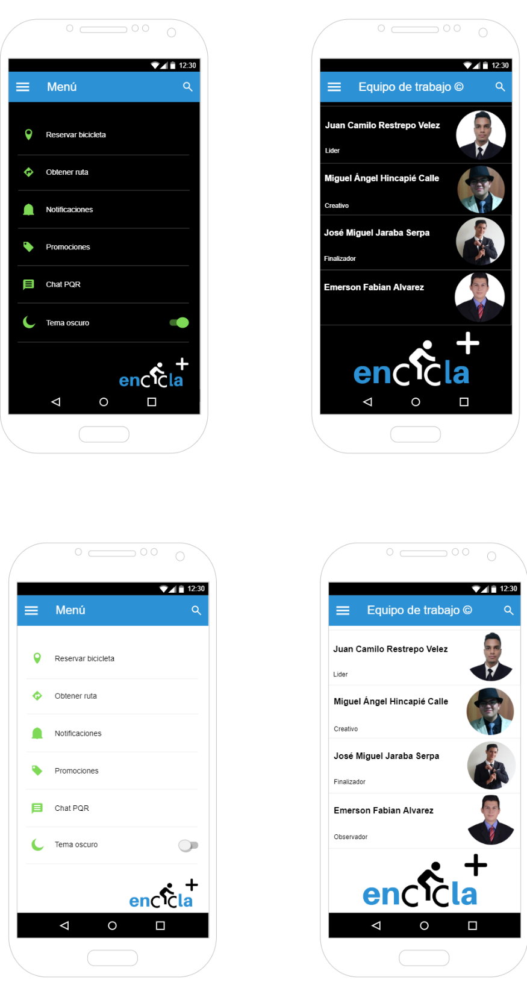 12:30
Menú
Reservar bicicleta
Obtener ruta
Notificaciones
Promociones
Chat PQR
Tema oscuro
encicla+
12:30
Equipo de trabajo ©
Juan Camilo Restrepo Velez
Lider
Miguel Ángel Hincapié Calle
Creativo
José Miguel Jaraba Serpa
Finalizador
Emerson Fabian Alvarez
encicla+
12:30
Menú
Reservar bicicleta
Obtener ruta
Notificaciones
Promociones
Chat PQR
Tema oscuro
encicla+
12:30
Equipo de trabajo ©
Juan Camilo Restrepo Velez
Lider
Miguel Ángel Hincapié Calle
Creativo
José Miguel Jaraba Serpa
Finalizador
Emerson Fabian Alvarez
Observador
encicla+